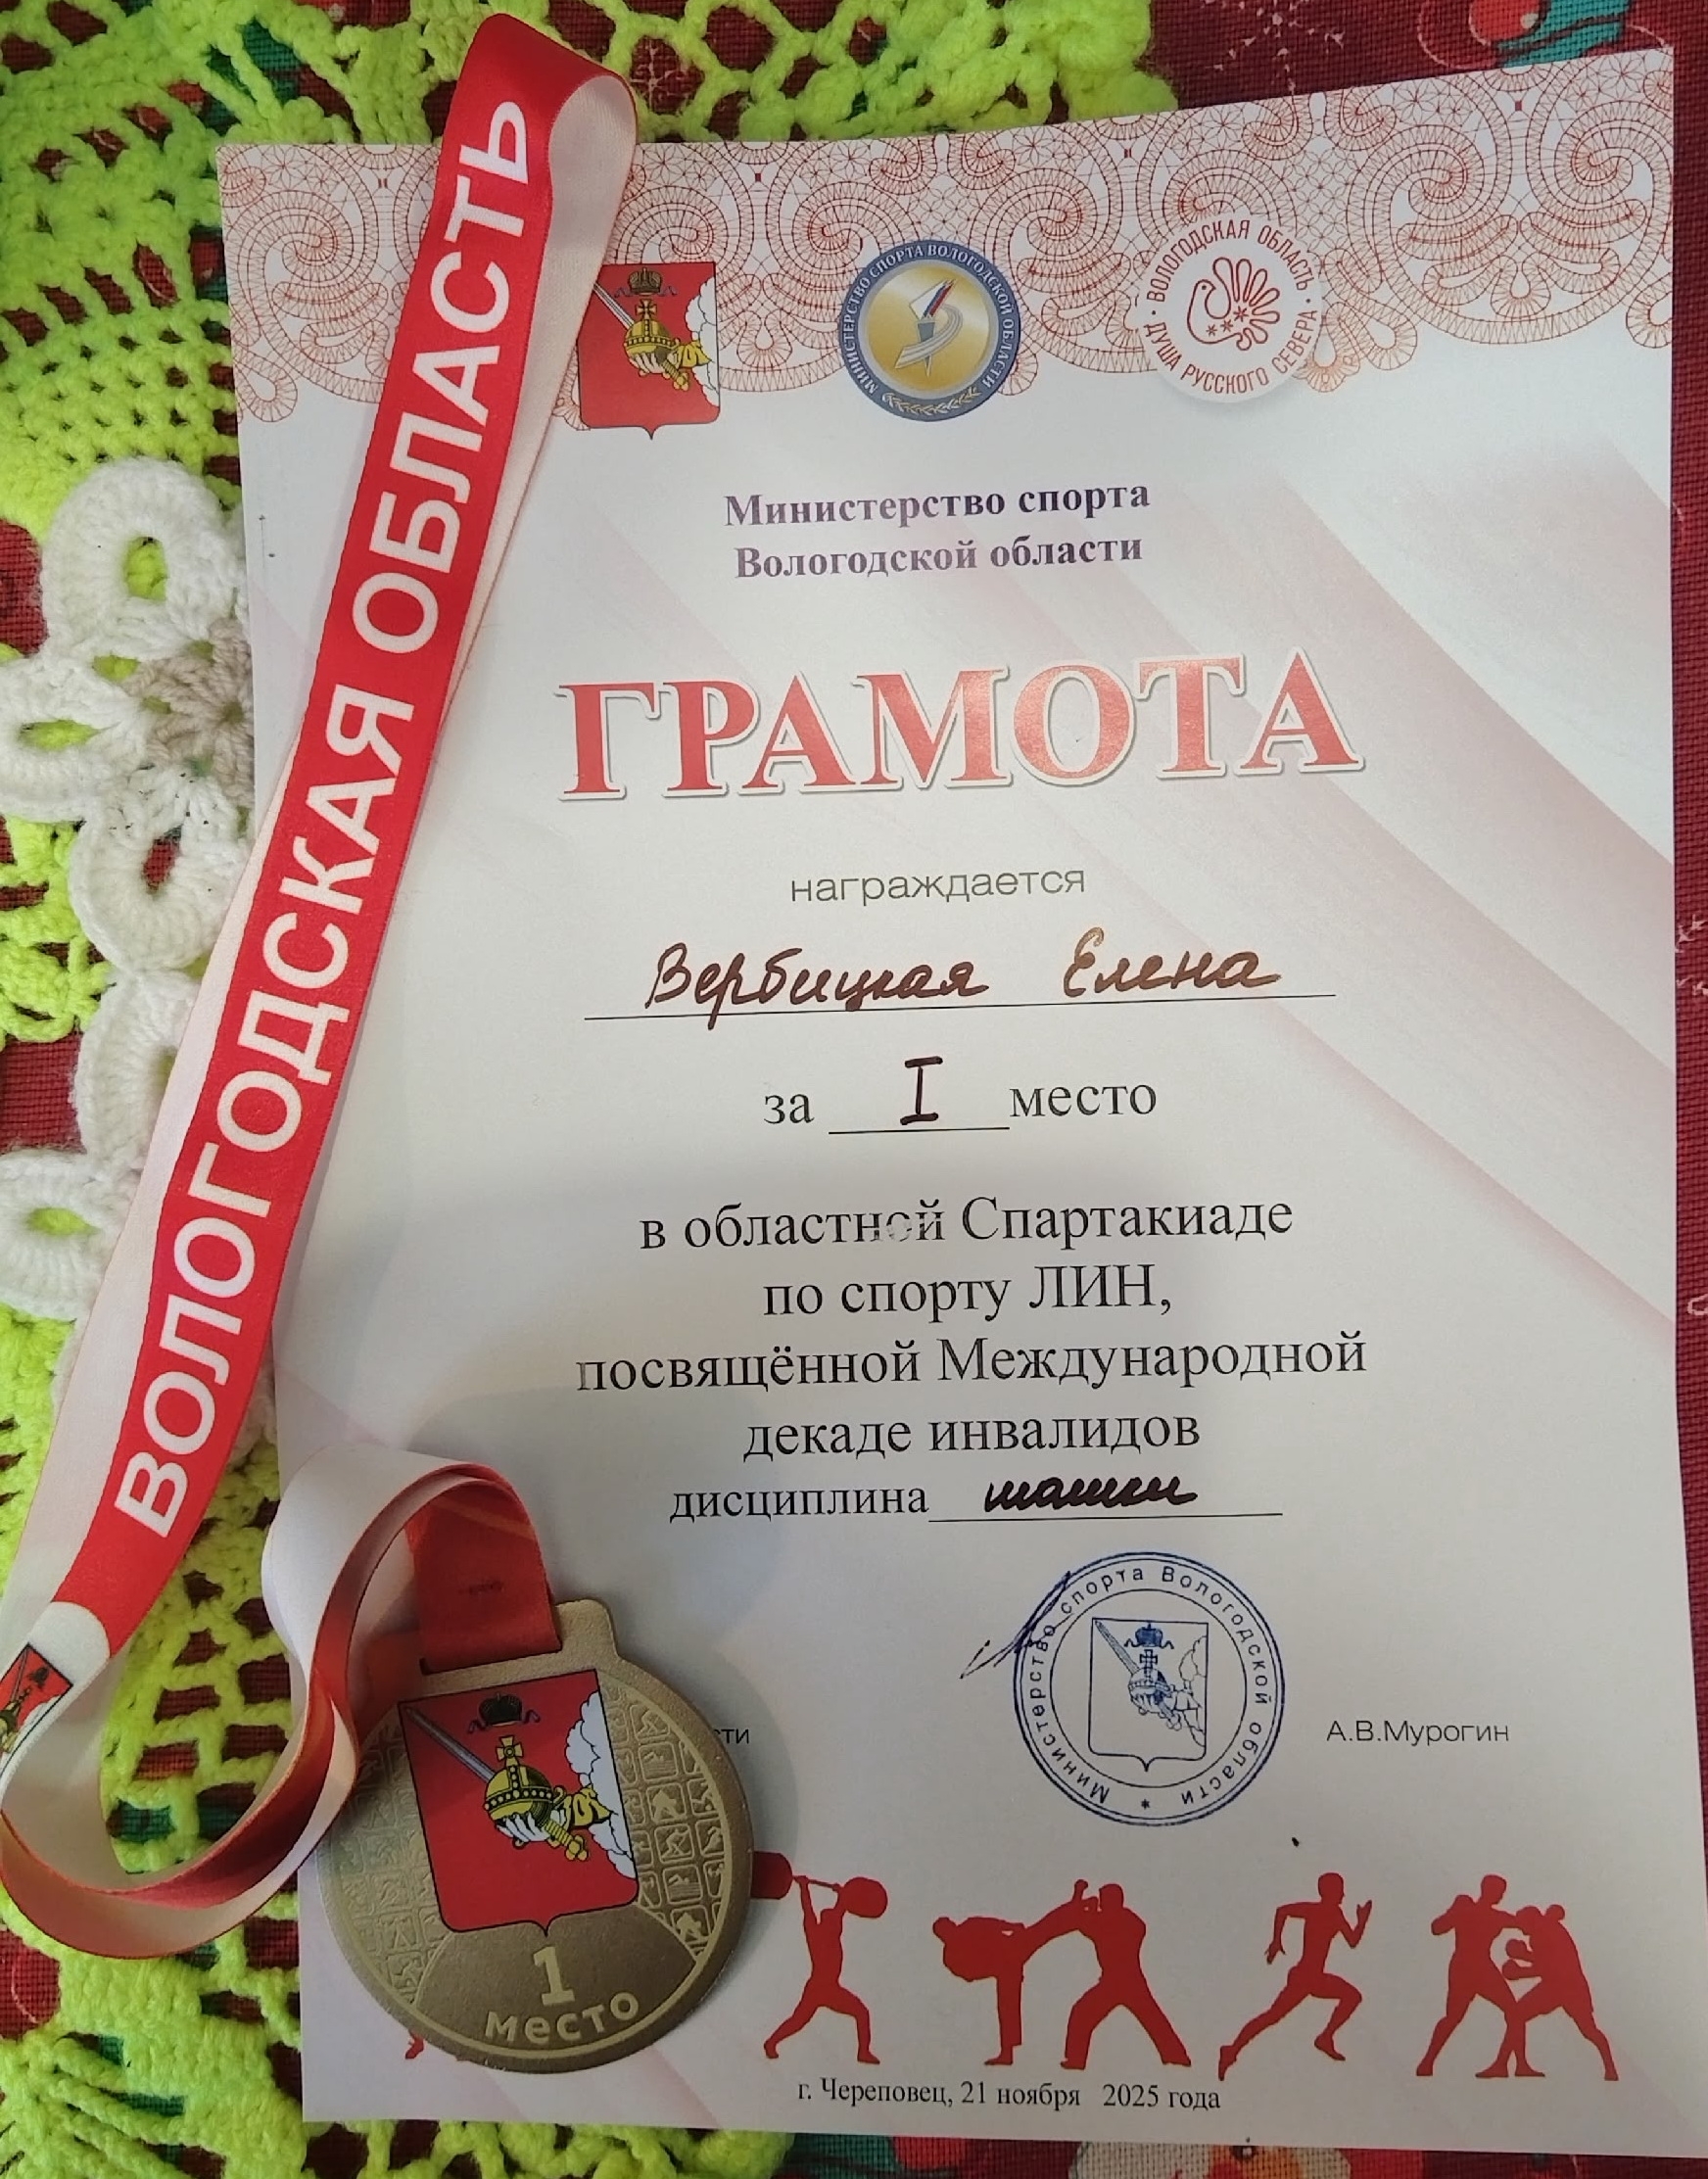 ВОЛОГОДСКАЯ ОБЛАСТЬ
МИНИСТЕРСТВО СПОРТА ВОЛОГОДСКОЙ ОБЛАСТИ
ВОЛОГОДСКАЯ ОБЛАСТЬ
ДУША РУССКОГО СЕВЕРА
Министерство спорта
Вологодской области
ГРАМОТА
награждается
Вербицкая Елена
за I место
в областной Спартакиаде
по спорту ЛИН,
посвящённой Международной
декаде инвалидов
дисциплина шашки
Министерство спорта Вологодской области
А.В.Мурогин
1
место
г. Череповец, 21 ноября 2025 года